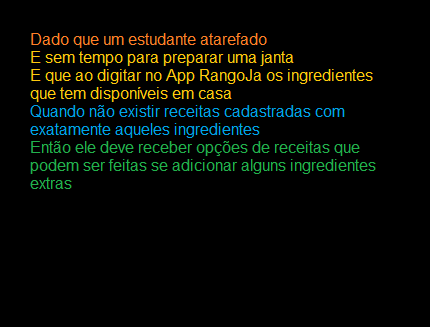 Dado que um estudante atarefado
E sem tempo para preparar uma janta
E que ao digitar no App RangoJa os ingredientes
que tem disponíveis em casa
Quando não existir receitas cadastradas com
exatamente aqueles ingredientes
Então ele deve receber opções de receitas que
podem ser feitas se adicionar alguns ingredientes
extras